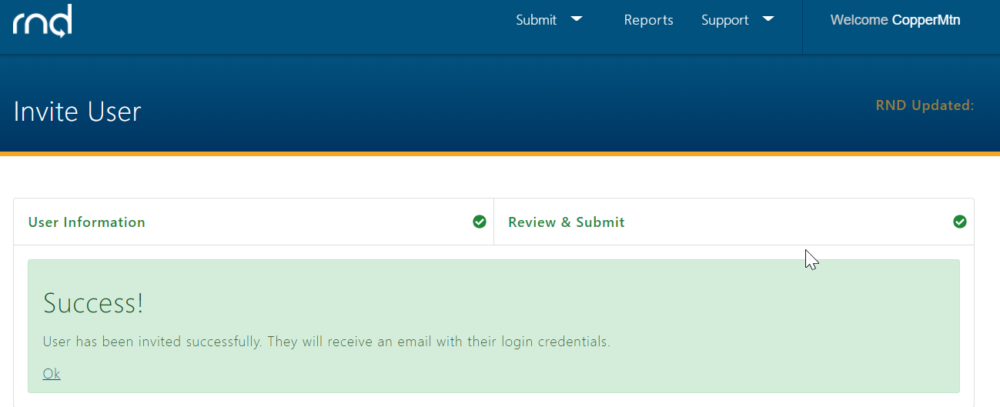 rnd
Submit Reports Support Welcome CopperMtn
Invite User
RND Updated:
User Information
Review & Submit
Success!
User has been invited successfully. They will receive an email with their login credentials.
Ok